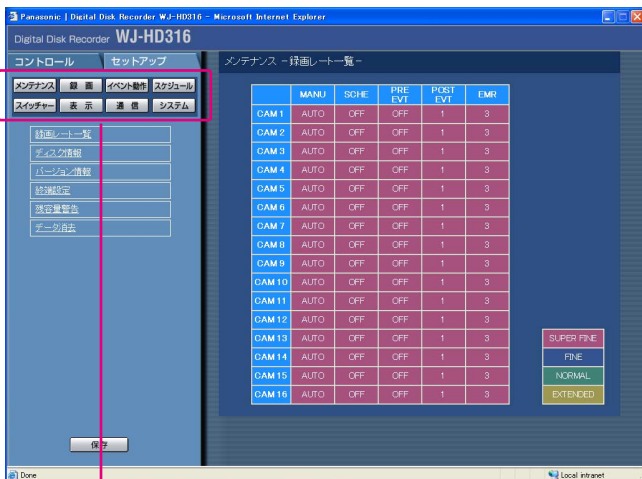 Panasonic | Digital Disk Recorder WJ-HD316 - Microsoft Internet Explorer
Digital Disk Recorder WJ-HD316
コントロール セットアップ
メンテナンス 録 画 イベント動作 スケジュール
スイッチャー 表 示 通 信 システム
録画レート一覧
ディスク情報
バージョン情報
終端設定
残容量警告
データ消去
保存
メンテナンス －録画レート一覧－
MANU SCHE PRE EVT POST EVT EMR
CAM 1 AUTO OFF OFF 1 3
CAM 2 AUTO OFF OFF 1 3
CAM 3 AUTO OFF OFF 1 3
CAM 4 AUTO OFF OFF 1 3
CAM 5 AUTO OFF OFF 1 3
CAM 6 AUTO OFF OFF 1 3
CAM 7 AUTO OFF OFF 1 3
CAM 8 AUTO OFF OFF 1 3
CAM 9 AUTO OFF OFF 1 3
CAM 10 AUTO OFF OFF 1 3
CAM 11 AUTO OFF OFF 1 3
CAM 12 AUTO OFF OFF 1 3
CAM 13 AUTO OFF OFF 1 3
CAM 14 AUTO OFF OFF 1 3
CAM 15 AUTO OFF OFF 1 3
CAM 16 AUTO OFF OFF 1 3
SUPER FINE
FINE
NORMAL
EXTENDED
Done
Local intranet